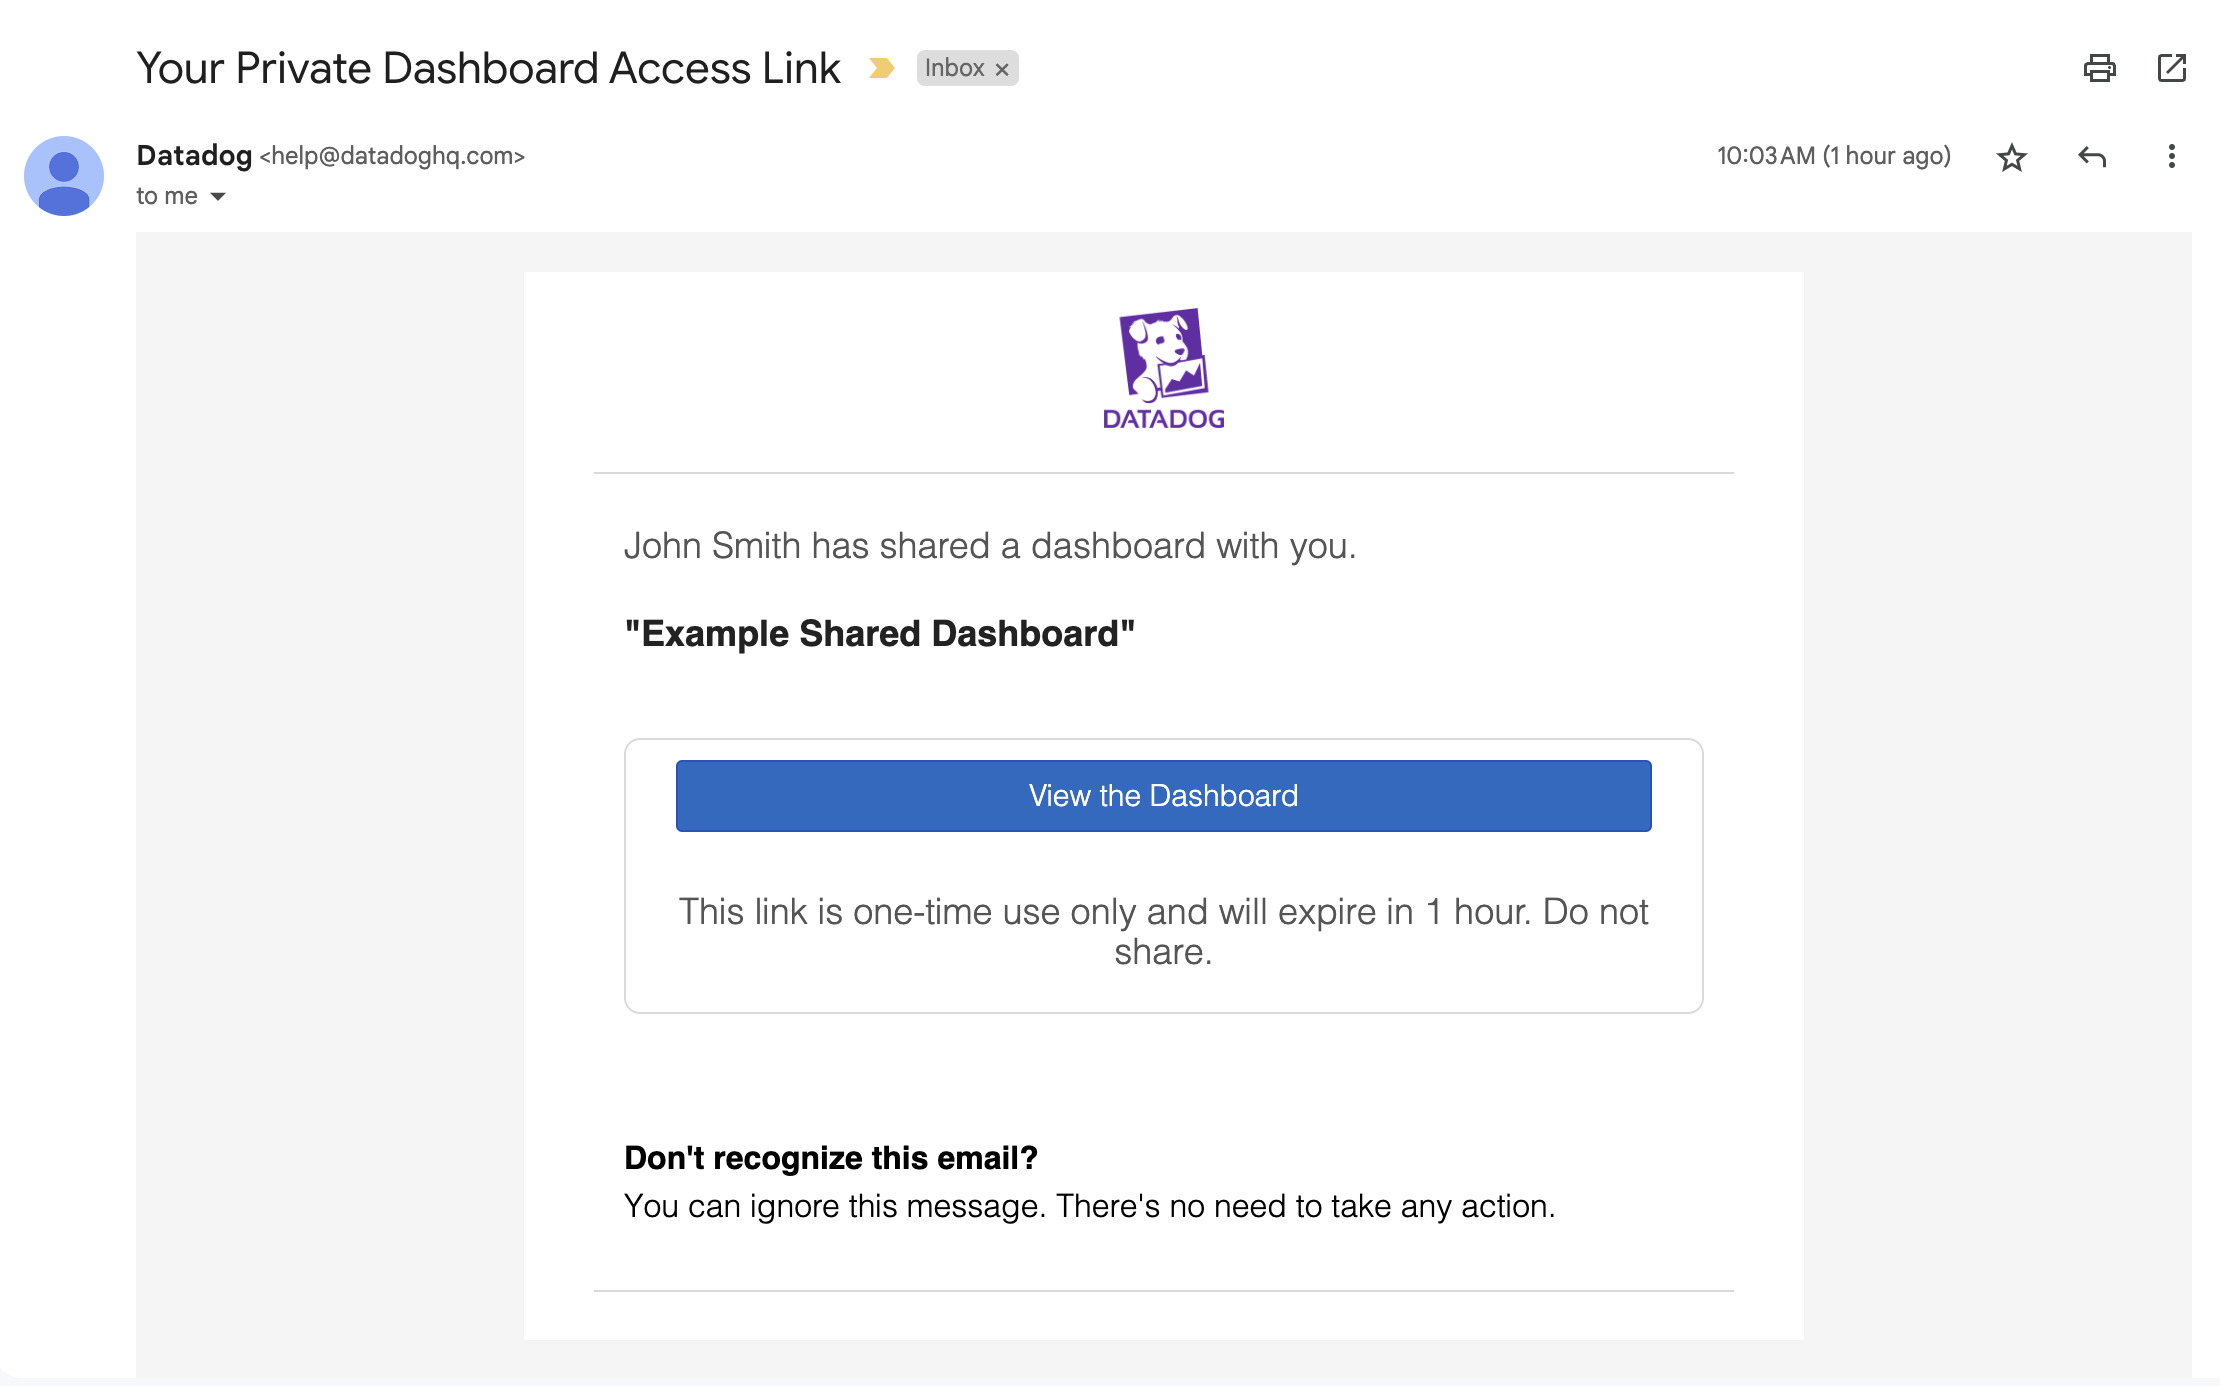 Your Private Dashboard Access Link Inbox ×
Datadog <help@datadoghq.com> 10:03 AM (1 hour ago)
to me
DATADOG
John Smith has shared a dashboard with you.
"Example Shared Dashboard"
View the Dashboard
This link is one-time use only and will expire in 1 hour. Do not
share.
Don't recognize this email?
You can ignore this message. There's no need to take any action.